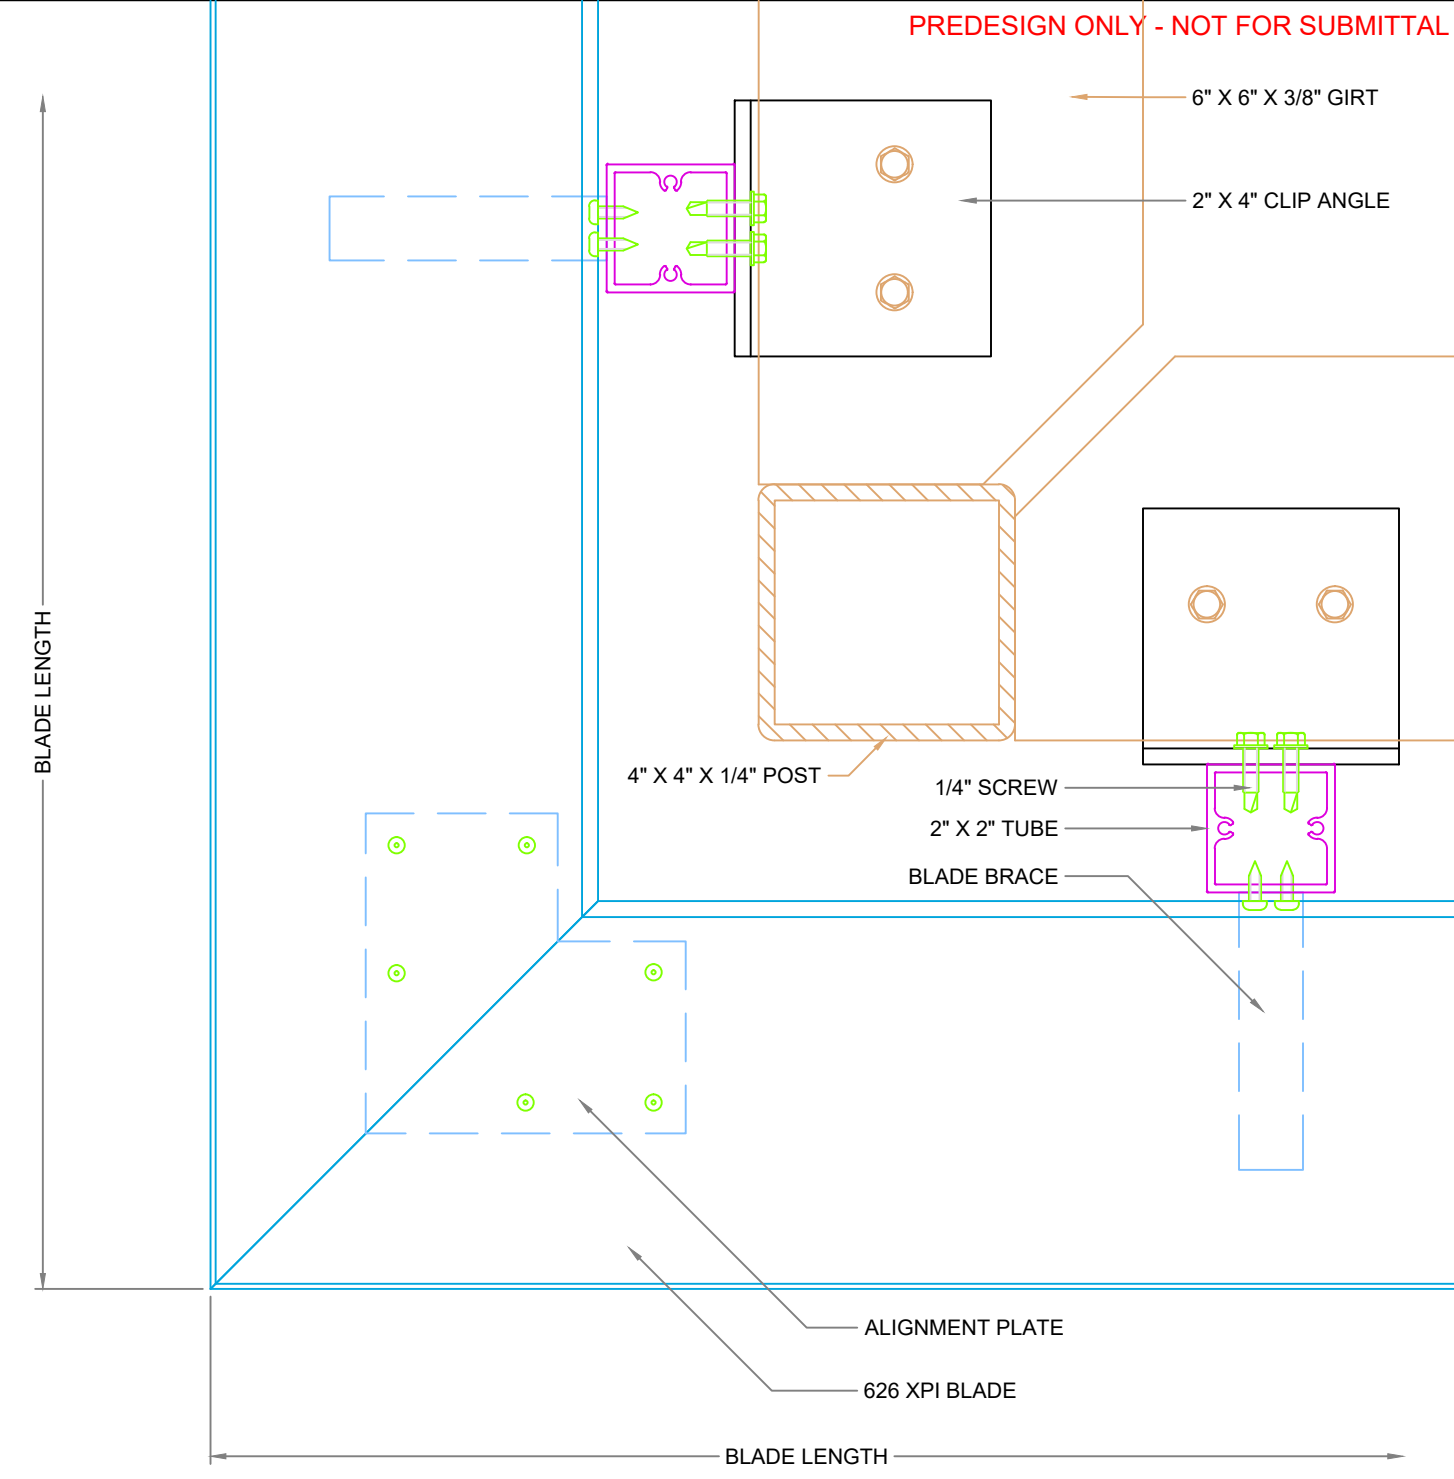 PREDESIGN ONLY - NOT FOR SUBMITTAL
6" X 6" X 3/8" GIRT
2" X 4" CLIP ANGLE
BLADE LENGTH
4" X 4" X 1/4" POST
1/4" SCREW
2" X 2" TUBE
BLADE BRACE
ALIGNMENT PLATE
626 XPI BLADE
BLADE LENGTH